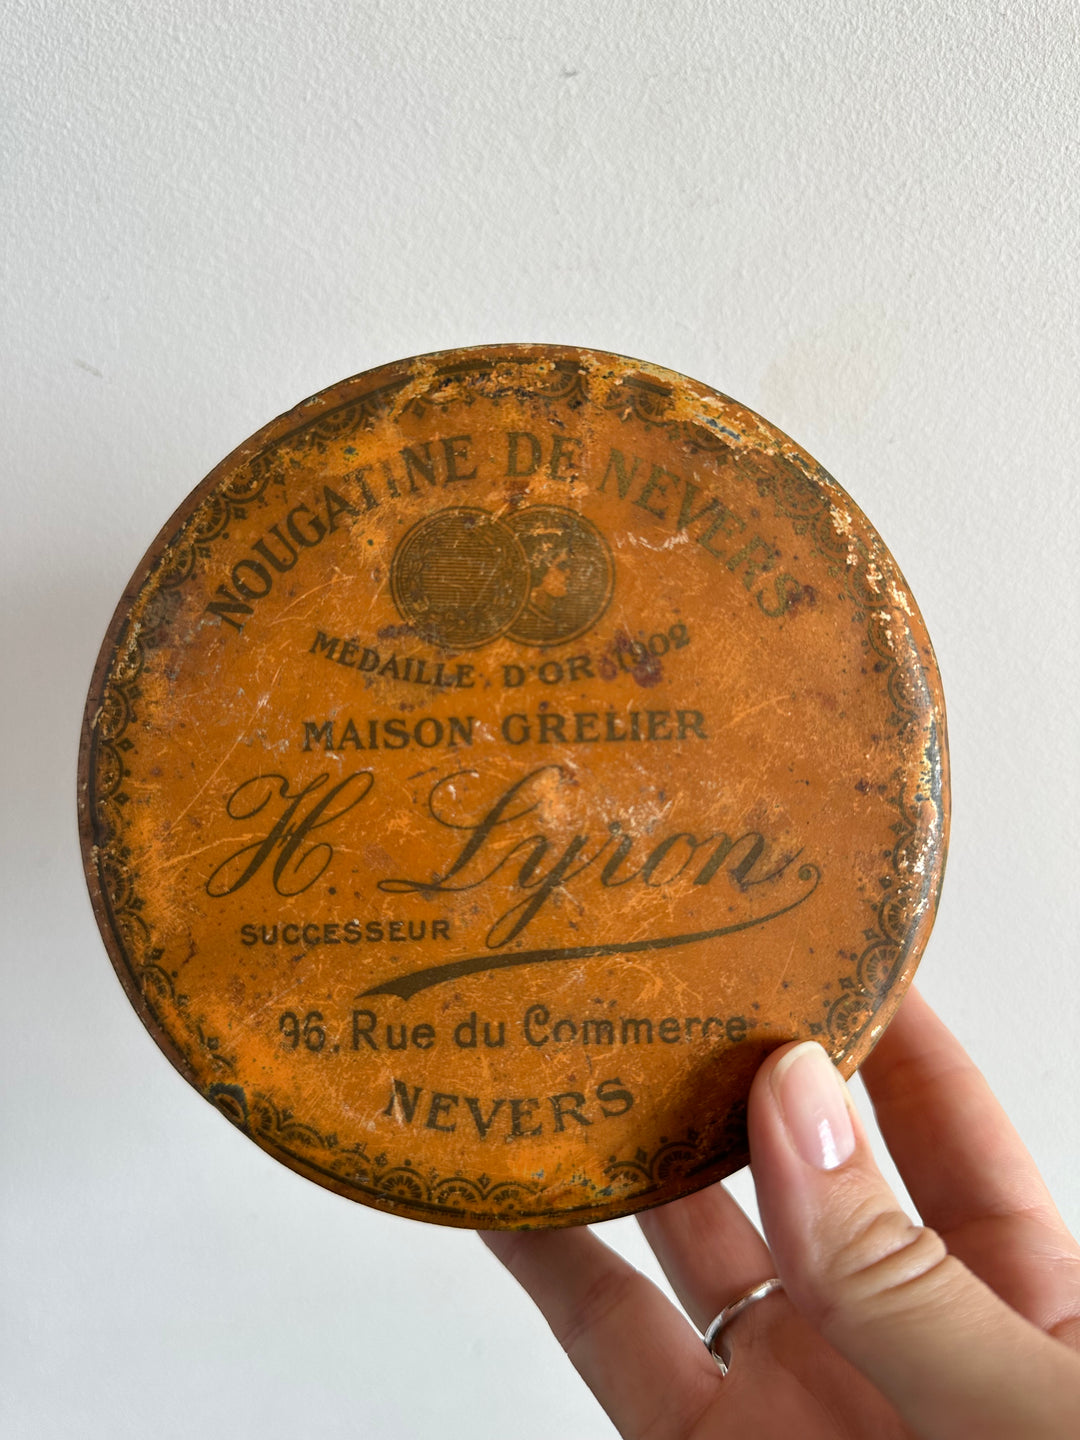 NOUGATINE DE NEVERS
MÉDAILLE D'OR 1902
MAISON GRELIER
H Lyron
SUCCESSEUR
96, Rue du Commerce
NEVERS